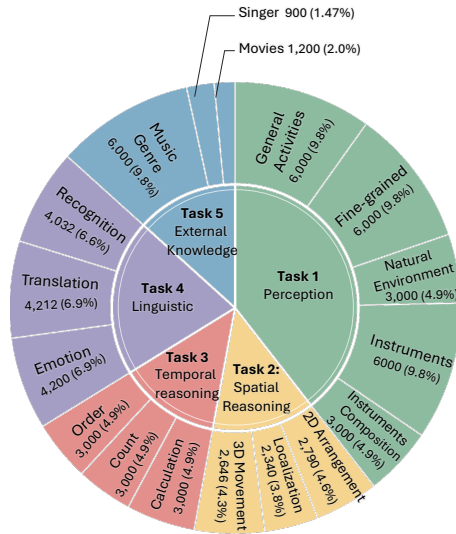 Singer 900 (1.47%)
Movies 1,200 (2.0%)
General
Activities
6,000 (9.8%)
Fine-grained
6,000 (9.8%)
Natural
Environment
3,000 (4.9%)
Instruments
6000 (9.8%)
Instruments
Composition
3,000 (4.9%)
2D Arrangement
2,790 (4.6%)
Localization
2,340 (3.8%)
3D Movement
2,646 (4.3%)
Calculation
3,000 (4.9%)
Count
3,000 (4.9%)
Order
3,000 (4.9%)
Emotion
4,200 (6.9%)
Translation
4,212 (6.9%)
Recognition
4,032 (6.6%)
Music
Genre
6,000 (9.8%)
Task 1
Perception
Task 2:
Spatial
Reasoning
Task 3
Temporal
reasoning
Task 4
Linguistic
Task 5
External
Knowledge